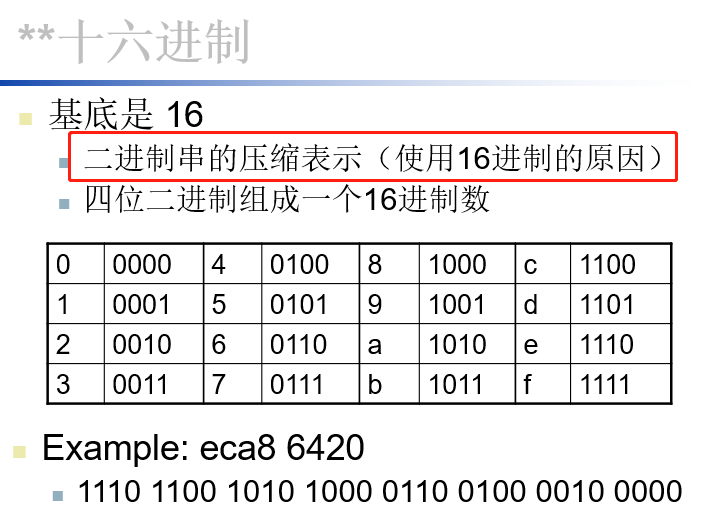 **十六进制
基底是 16
二进制串的压缩表示（使用16进制的原因）
四位二进制组成一个16进制数
0 0000 4 0100 8 1000 c 1100
1 0001 5 0101 9 1001 d 1101
2 0010 6 0110 a 1010 e 1110
3 0011 7 0111 b 1011 f 1111
Example: eca8 6420
1110 1100 1010 1000 0110 0100 0010 0000